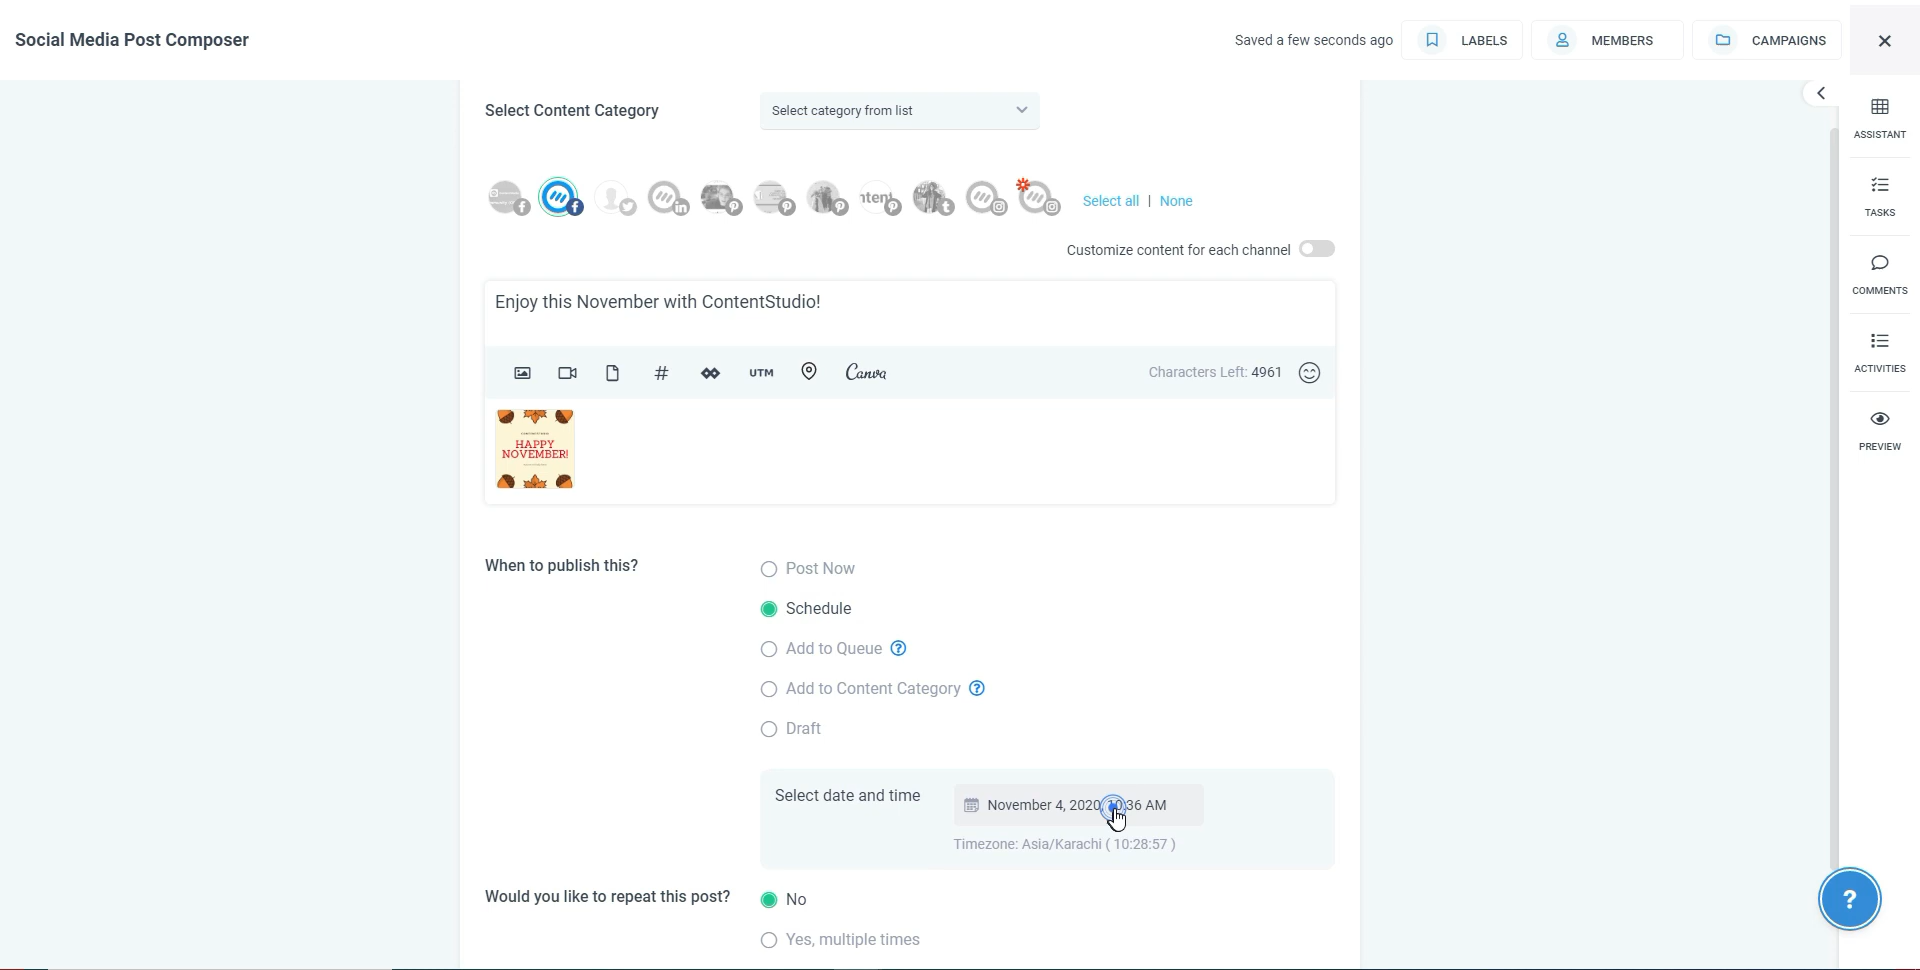 Social Media Post Composer
Saved a few seconds ago
LABELS
MEMBERS
CAMPAIGNS
Select Content Category
Select category from list
ntent
Select all | None
Customize content for each channel
Enjoy this November with ContentStudio!
#
UTM
Canva
Characters Left: 4961
HAPPY
NOVEMBER!
When to publish this?
Post Now
Schedule
Add to Queue ?
Add to Content Category ?
Draft
Select date and time
November 4, 2020, 10:36 AM
Timezone: Asia/Karachi ( 10:28:57 )
Would you like to repeat this post?
No
Yes, multiple times
ASSISTANT
TASKS
COMMENTS
ACTIVITIES
PREVIEW
?